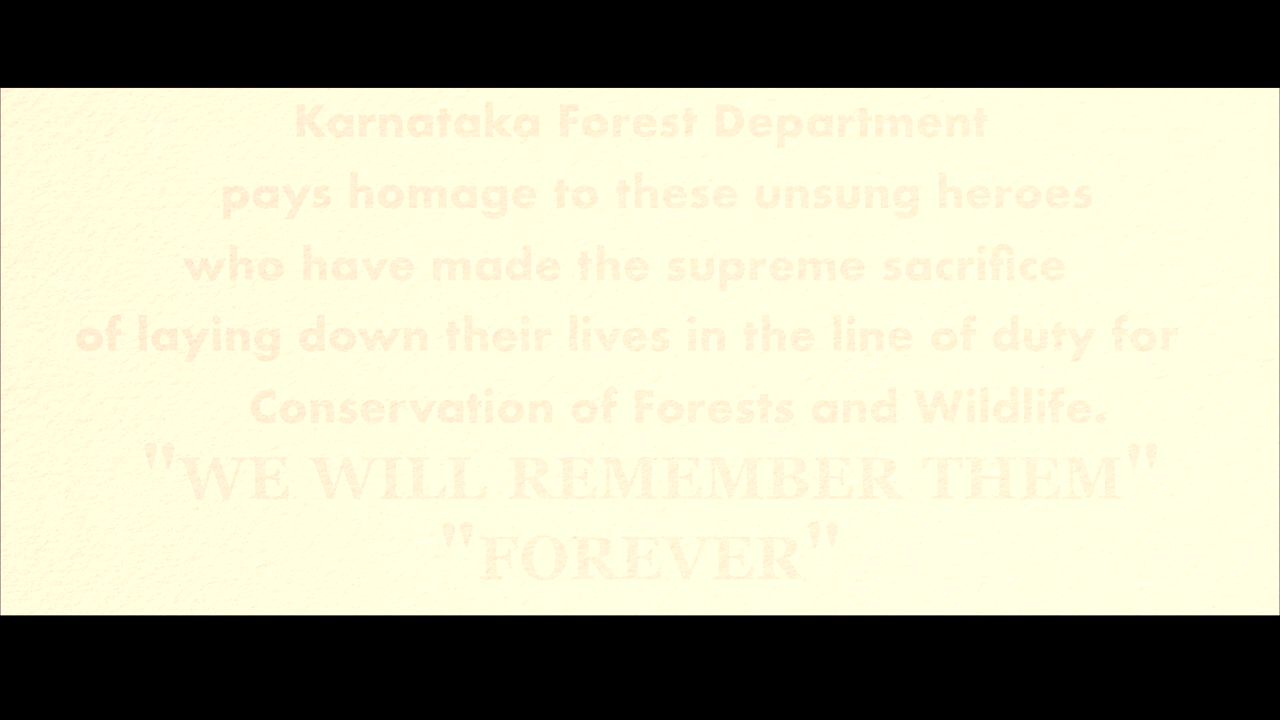 Karnataka Forest Department
pays homage to these unsung heroes
who have made the supreme sacrifice
of laying down their lives in the line of duty for
Conservation of Forests and Wildlife.
"WE WILL REMEMBER THEM"
"FOREVER"